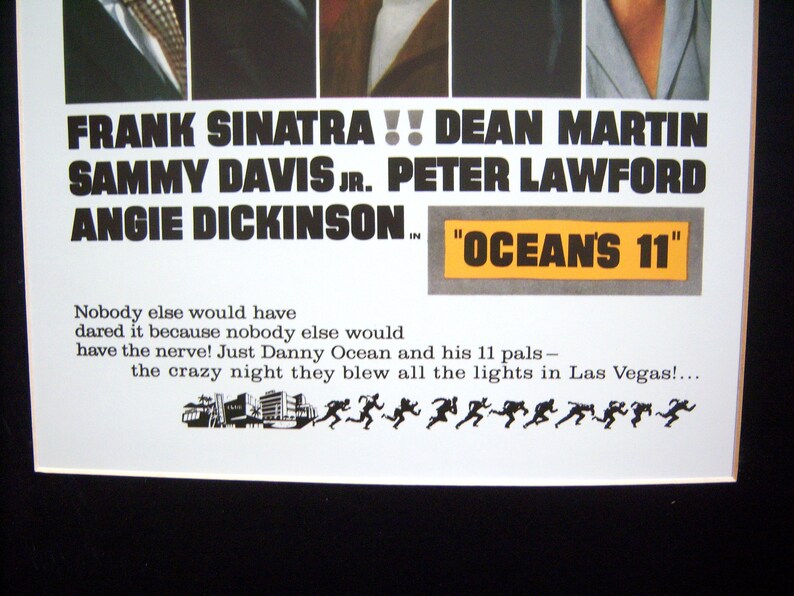 FRANK SINATRA !! DEAN MARTIN
SAMMY DAVIS JR. PETER LAWFORD
ANGIE DICKINSON IN "OCEAN'S 11"
Nobody else would have
dared it because nobody else would
have the nerve! Just Danny Ocean and his 11 pals—
the crazy night they blew all the lights in Las Vegas!...